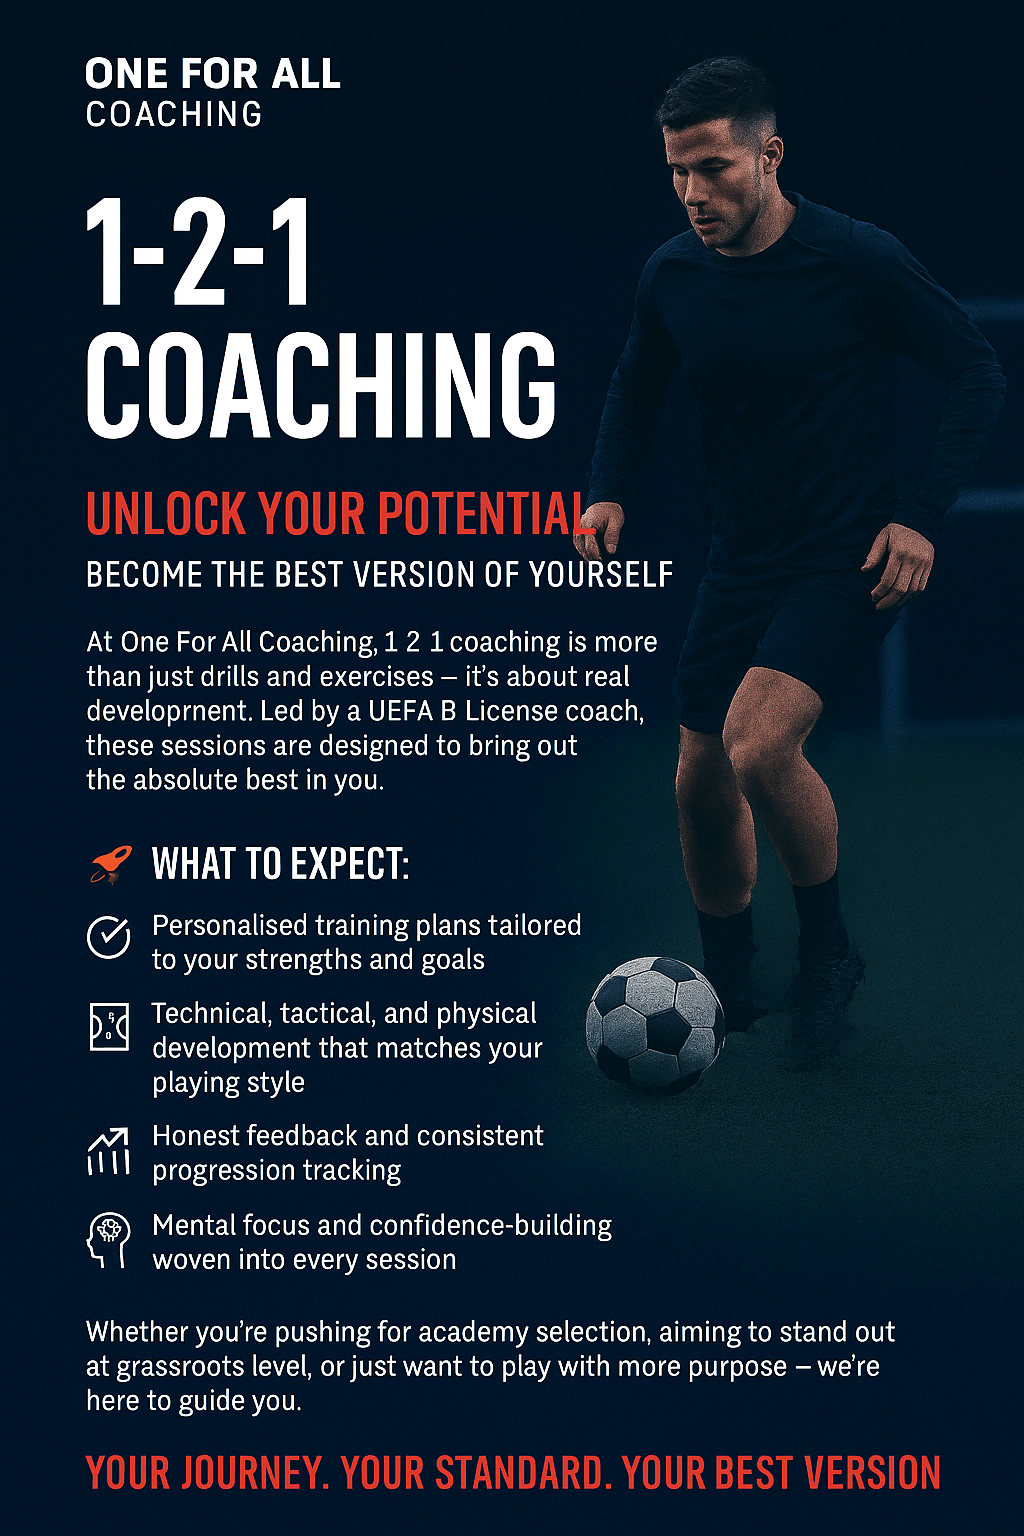 ONE FOR ALL
COACHING
1-2-1
COACHING
UNLOCK YOUR POTENTIAL
BECOME THE BEST VERSION OF YOURSELF
At One For All Coaching, 1 2 1 coaching is more
than just drills and exercises – it's about real
developrnent. Led by a UEFA B License coach,
these sessions are designed to bring out
the absolute best in you.
WHAT TO EXPECT:
Personalised training plans tailored
to your strengths and goals
Technical, tactical, and physical
development that matches your
playing style
Honest feedback and consistent
progression tracking
Mental focus and confidence-building
woven into every session
Whether you're pushing for academy selection, aiming to stand out
at grassroots level, or just want to play with more purpose – we're
here to guide you.
YOUR JOURNEY. YOUR STANDARD. YOUR BEST VERSION